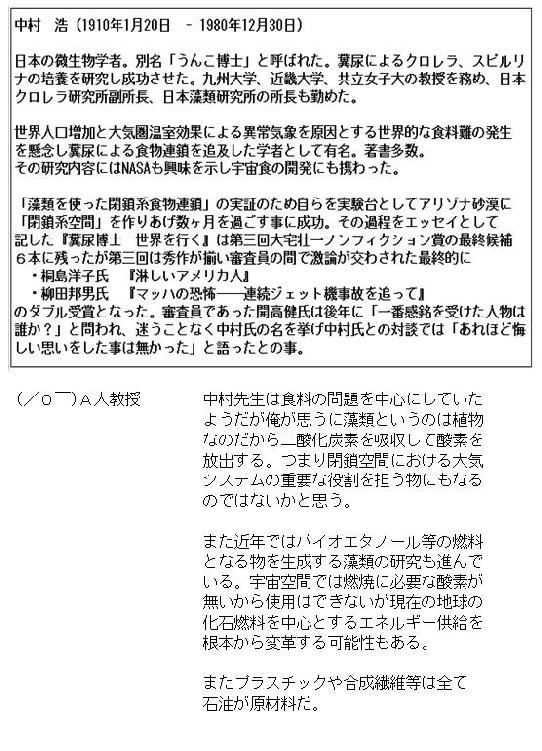 中村　浩（1910年1月20日　- 1980年12月30日）
日本の微生物学者。別名「うんこ博士」と呼ばれた。糞尿によるクロレラ、スピルリ
ナの培養を研究し成功させた。九州大学、近畿大学、共立女子大の教授を務め、日本
クロレラ研究所副所長、日本藻類研究所の所長も勤めた。
世界人口増加と大気圏温室効果による異常気象を原因とする世界的な食料難の発生
を懸念し糞尿による食物連鎖を追及した学者として有名。著書多数。
その研究内容にはNASAも興味を示し宇宙食の開発にも携わった。
「藻類を使った閉鎖系食物連鎖」の実証のため自らを実験台としてアリゾナ砂漠に
「閉鎖系空間」を作りあげ数ヶ月を過ごす事に成功。その過程をエッセイとして
記した『糞尿博士　世界を行く』は第三回大宅壮一ノンフィクション賞の最終候補
６本に残ったが第三回は秀作が揃い審査員の間で激論が交わされた最終的に
・桐島洋子氏　『淋しいアメリカ人』
・柳田邦男氏　『マッハの恐怖――連続ジェット機事故を追って』
のダブル受賞となった。審査員であった開高健氏は後年に「一番感銘を受けた人物は
誰か？」と問われ、迷うことなく中村氏の名を挙げ中村氏との対談では「あれほど悔
しい思いをした事は無かった」と語ったとの事。
（／０￣）Ａ人教授
中村先生は食料の問題を中心にしていた
ようだが俺が思うに藻類というのは植物
なのだから二酸化炭素を吸収して酸素を
放出する。つまり閉鎖空間における大気
システムの重要な役割を担う物にもなる
のではないかと思う。
また近年ではバイオエタノール等の燃料
となる物を生成する藻類の研究も進んで
いる。宇宙空間では燃焼に必要な酸素が
無いから使用はできないが現在の地球の
化石燃料を中心とするエネルギー供給を
根本から変革する可能性もある。
またプラスチックや合成繊維等は全て
石油が原材料だ。